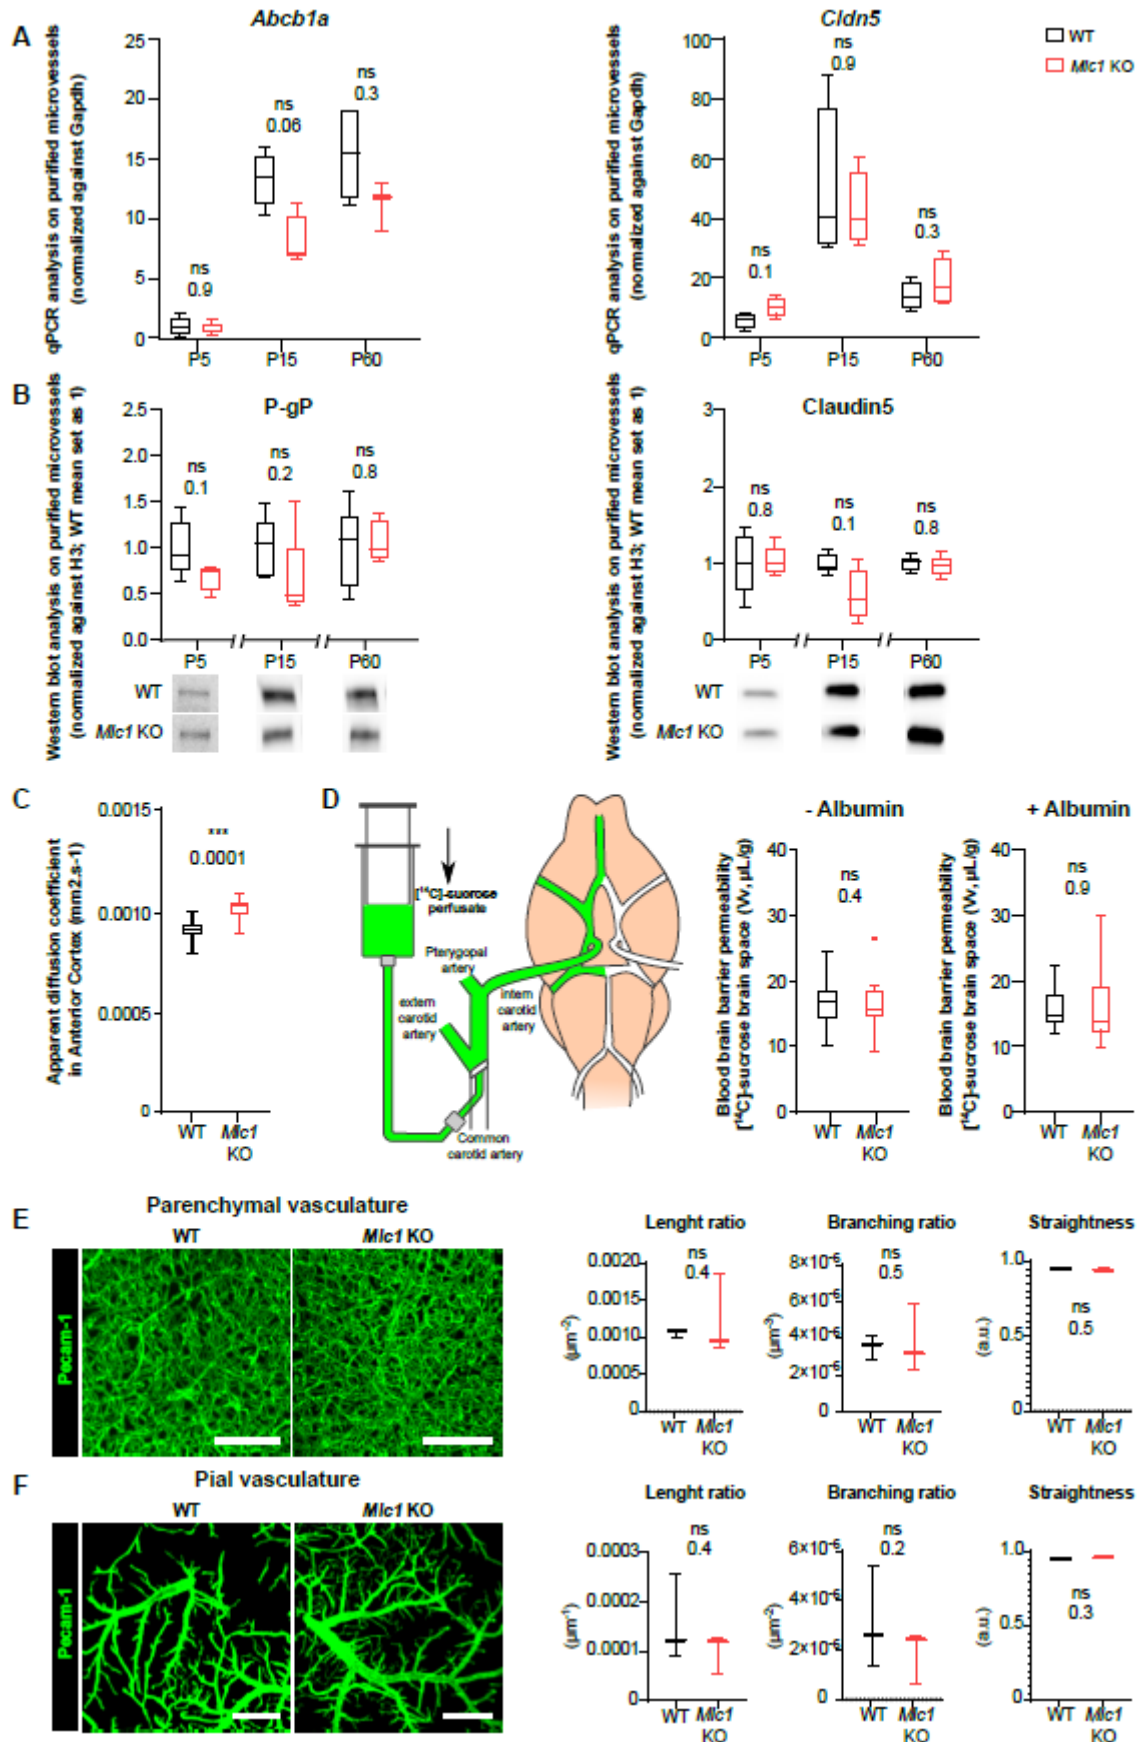 A
Abcb1a
Cldn5
WT
Mlc1 KO
qPCR analysis on purified microvessels
(normalized against Gapdh)
25
20
15
10
5
0
ns
0.9
ns
0.06
ns
0.3
P5
P15
P60
qPCR analysis on purified microvessels
(normalized against Gapdh)
100
80
60
40
20
0
ns
0.1
ns
0.9
ns
0.3
P5
P15
P60
B
P-gP
Claudin5
Western blot analysis on purified microvessels
(normalized against H3; WT mean set as 1)
2.5
2.0
1.5
1.0
0.5
0.0
ns
0.1
ns
0.2
ns
0.8
P5
P15
P60
WT
Mlc1 KO
Western blot analysis on purified microvessels
(normalized against H3; WT mean set as 1)
3
2
1
0
ns
0.8
ns
0.1
ns
0.8
P5
P15
P60
WT
Mlc1 KO
C
Apparent diffusion coefficient
in Anterior Cortex (mm2.s-1)
0.0015
0.0010
0.0005
0
***
0.0001
WT
Mlc1
KO
D
[¹⁴C]-sucrose
perfusate
Pterygopal
artery
extern
carotid
artery
intern
carotid
artery
Common
carotid artery
- Albumin
Blood brain barrier permeability
[¹⁴C]-sucrose brain space (Vv, µL/g)
40
30
20
10
0
ns
0.4
WT
Mlc1
KO
+ Albumin
Blood brain barrier permeability
[¹⁴C]-sucrose brain space (Vv, µL/g)
40
30
20
10
0
ns
0.9
WT
Mlc1
KO
E
Parenchymal vasculature
WT
Mlc1 KO
Pecam-1
Lenght ratio
(µm⁻²)
0.0020
0.0015
0.0010
0.0005
0
ns
0.4
WT
Mlc1
KO
Branching ratio
(µm⁻³)
8×10⁻⁶
6×10⁻⁶
4×10⁻⁶
2×10⁻⁶
0
ns
0.5
WT
Mlc1
KO
Straightness
(a.u.)
1.0
0.5
0
ns
0.5
WT
Mlc1
KO
F
Pial vasculature
WT
Mlc1 KO
Pecam-1
Lenght ratio
(µm⁻¹)
0.0003
0.0002
0.0001
0
ns
0.4
WT
Mlc1
KO
Branching ratio
(µm⁻²)
6×10⁻⁶
4×10⁻⁶
2×10⁻⁶
0
ns
0.2
WT
Mlc1
KO
Straightness
(a.u.)
1.0
0.5
0
ns
0.3
WT
Mlc1
KO